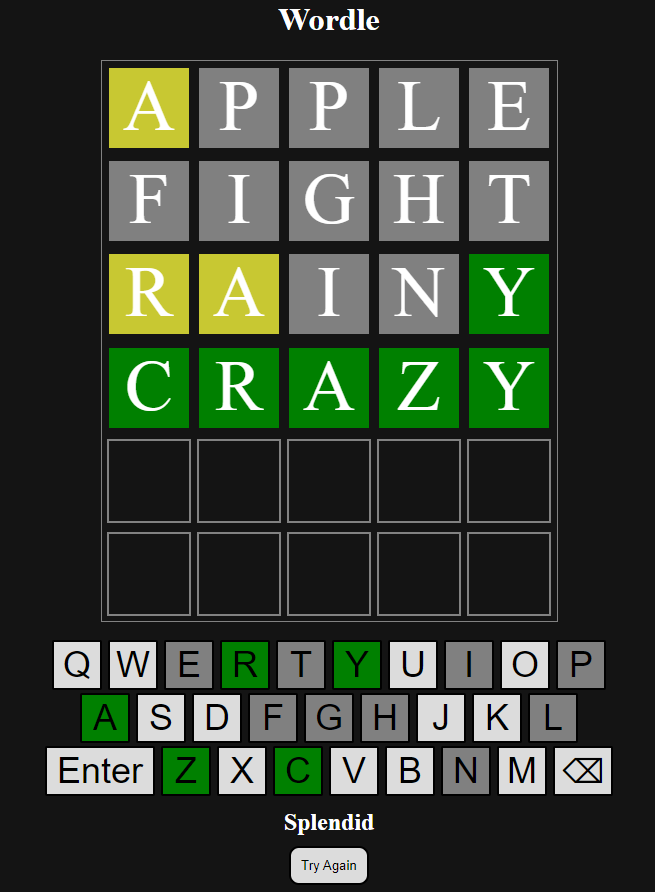 Wordle
A P P L E
F I G H T
R A I N Y
C R A Z Y
Q W E R T Y U I O P
A S D F G H J K L
Enter Z X C V B N M ⌫
Splendid
Try Again